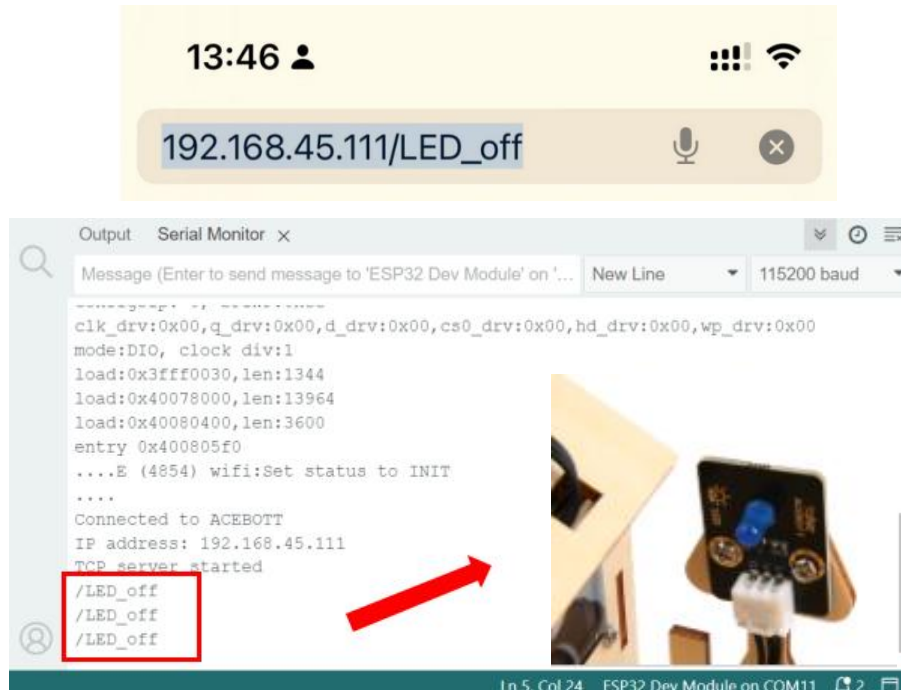 13:46
192.168.45.111/LED_off
Output Serial Monitor ×
Message (Enter to send message to 'ESP32 Dev Module' on '... New Line 115200 baud
clk_drv:0x00,q_drv:0x00,d_drv:0x00,cs0_drv:0x00,hd_drv:0x00,wp_drv:0x00
mode:DIO, clock div:1
load:0x3fff0030,len:1344
load:0x40078000,len:13964
load:0x40080400,len:3600
entry 0x400805f0
....E (4854) wifi:Set status to INIT
....
Connected to ACEBOTT
IP address: 192.168.45.111
TCP server started
/LED_off
/LED_off
/LED_off
Ln 5, Col 24 ESP32 Dev Module on COM11 2